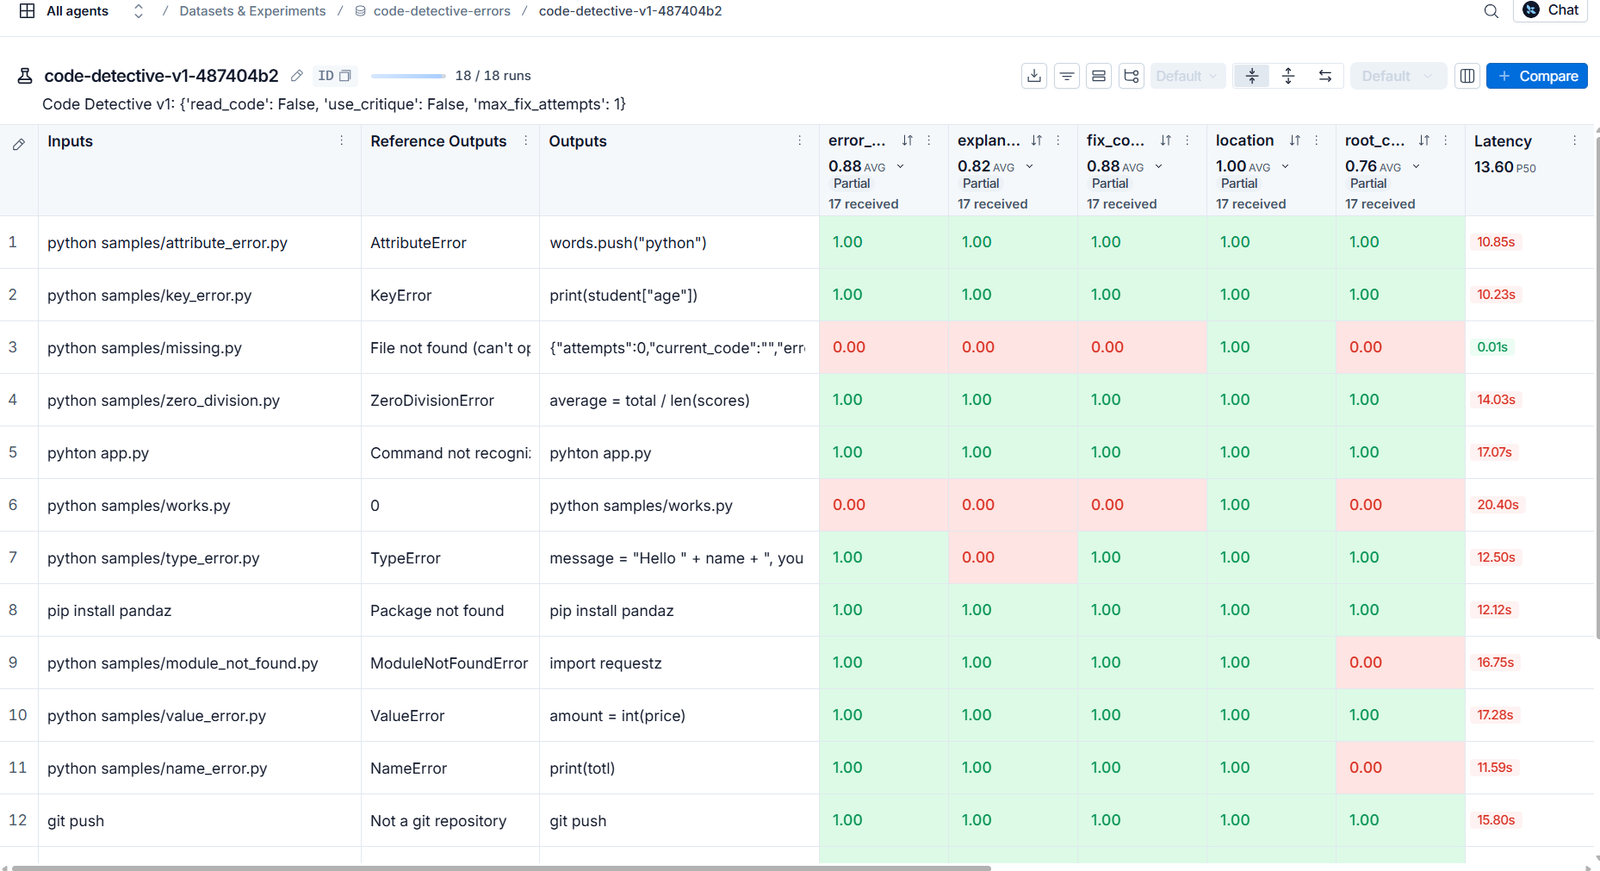 All agents / Datasets & Experiments / code-detective-errors / code-detective-v1-487404b2 Chat
code-detective-v1-487404b2 ID 18 / 18 runs Default Default + Compare
Code Detective v1: {'read_code': False, 'use_critique': False, 'max_fix_attempts': 1}
Inputs Reference Outputs Outputs error_... explan... fix_co... location root_c... Latency
0.88 AVG 0.82 AVG 0.88 AVG 1.00 AVG 0.76 AVG 13.60 P50
Partial Partial Partial Partial Partial
17 received 17 received 17 received 17 received 17 received
1 python samples/attribute_error.py AttributeError words.push("python") 1.00 1.00 1.00 1.00 1.00 10.85s
2 python samples/key_error.py KeyError print(student["age"]) 1.00 1.00 1.00 1.00 1.00 10.23s
3 python samples/missing.py File not found (can't op {"attempts":0,"current_code":"","err 0.00 0.00 0.00 1.00 0.00 0.01s
4 python samples/zero_division.py ZeroDivisionError average = total / len(scores) 1.00 1.00 1.00 1.00 1.00 14.03s
5 pyhton app.py Command not recogni pyhton app.py 1.00 1.00 1.00 1.00 1.00 17.07s
6 python samples/works.py 0 python samples/works.py 0.00 0.00 0.00 1.00 0.00 20.40s
7 python samples/type_error.py TypeError message = "Hello " + name + ", you 1.00 0.00 1.00 1.00 1.00 12.50s
8 pip install pandaz Package not found pip install pandaz 1.00 1.00 1.00 1.00 1.00 12.12s
9 python samples/module_not_found.py ModuleNotFoundError import requestz 1.00 1.00 1.00 1.00 0.00 16.75s
10 python samples/value_error.py ValueError amount = int(price) 1.00 1.00 1.00 1.00 1.00 17.28s
11 python samples/name_error.py NameError print(totl) 1.00 1.00 1.00 1.00 0.00 11.59s
12 git push Not a git repository git push 1.00 1.00 1.00 1.00 1.00 15.80s